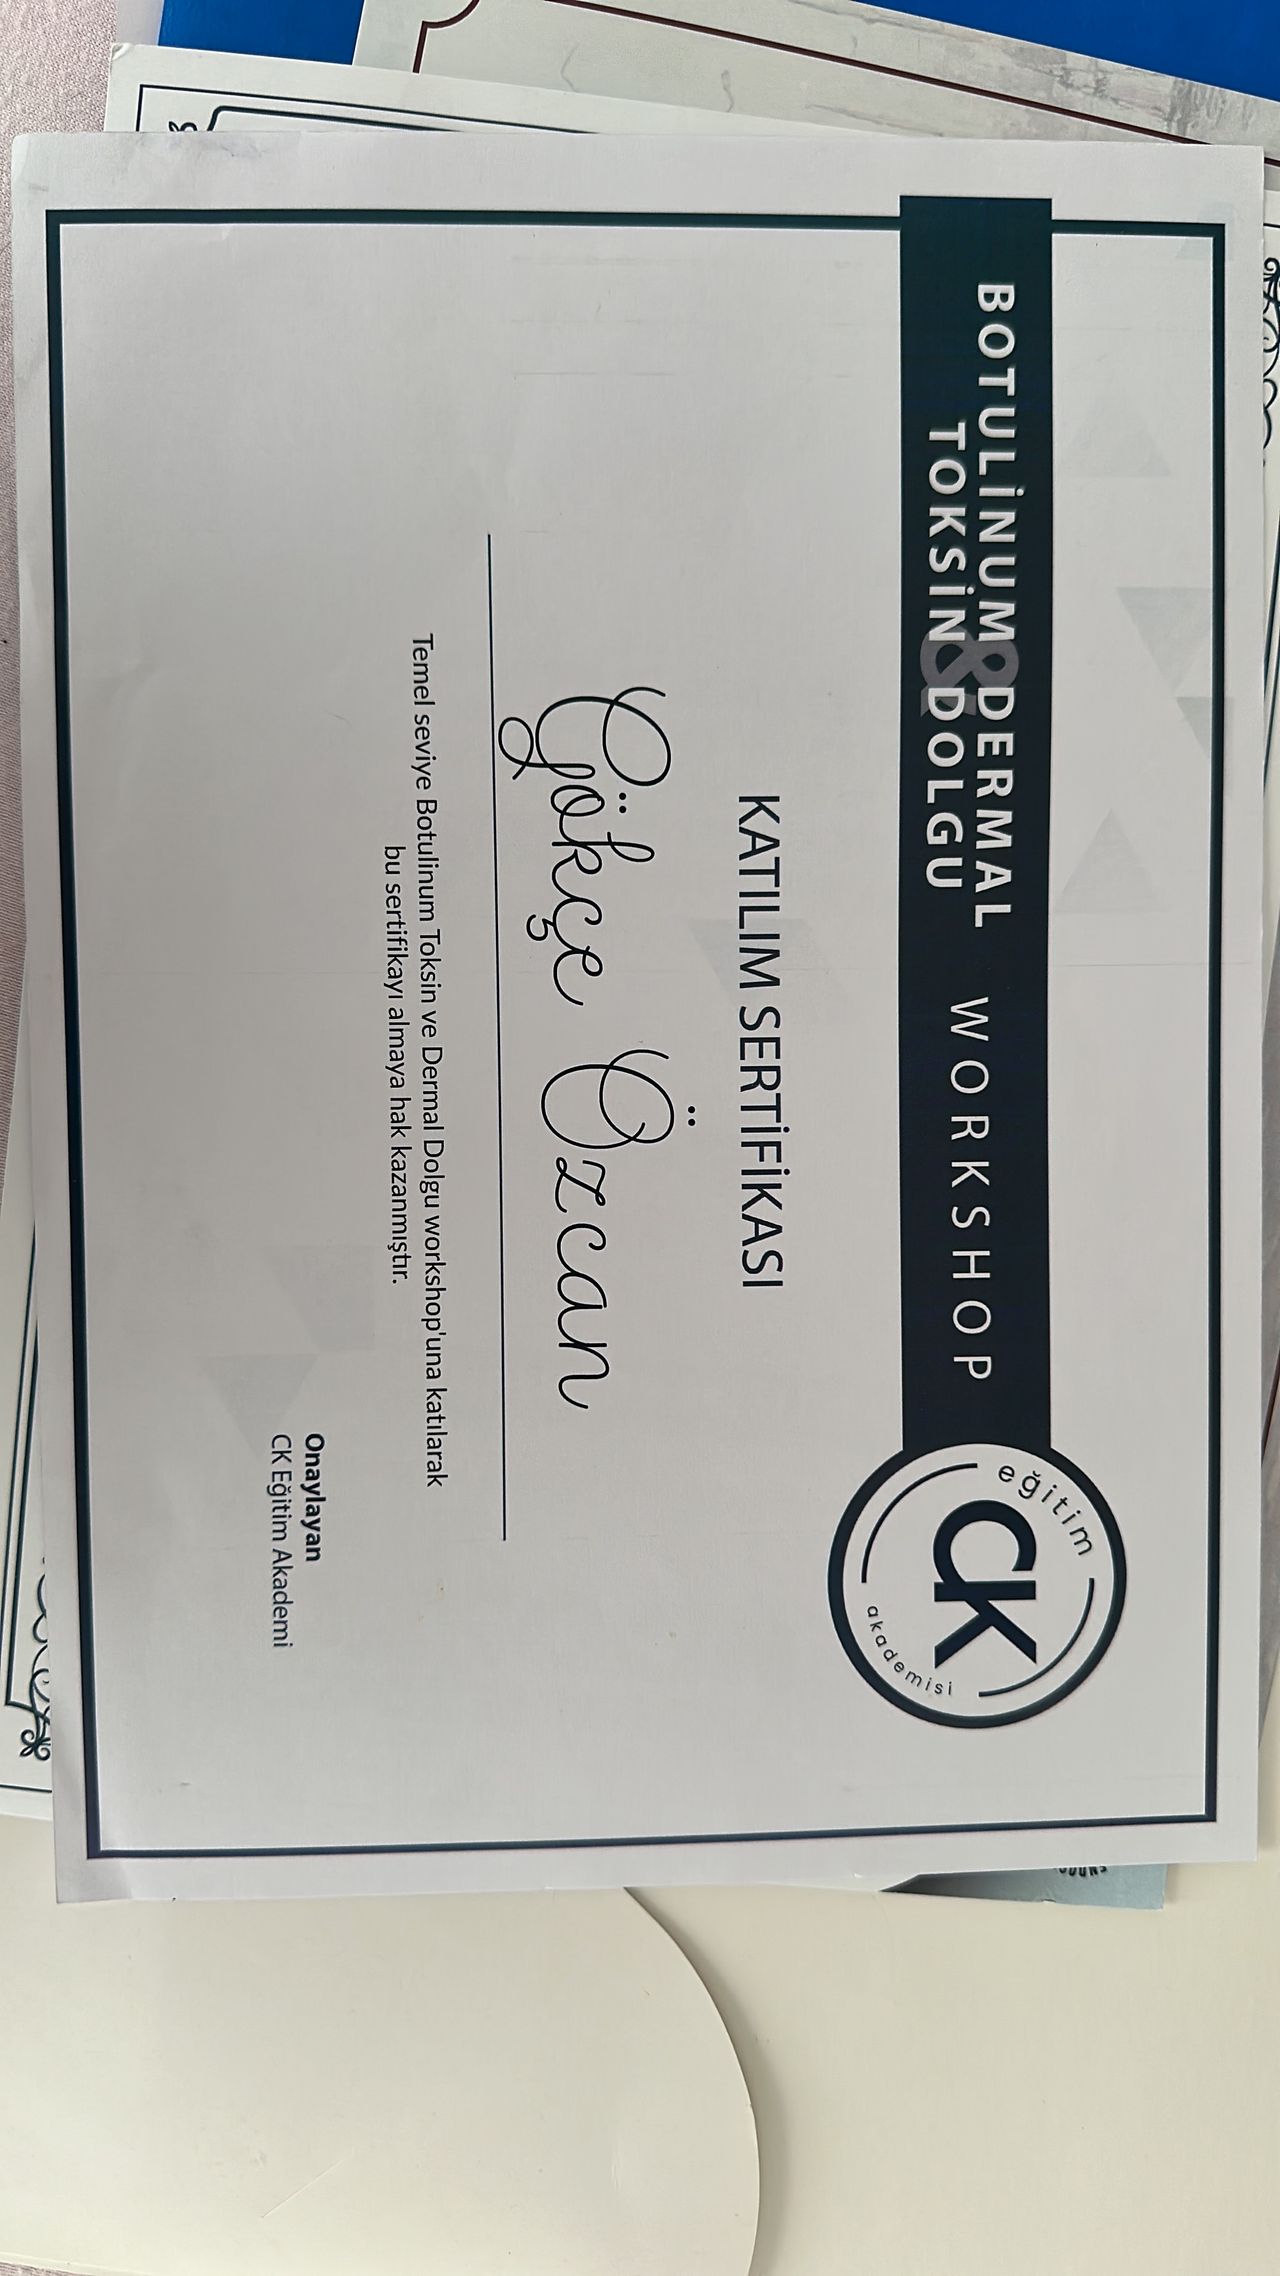 BOTULİNUM & DERMAL
TOKSİN DOLGU
WORKSHOP
eğitim
CK
akademisi
KATILIM SERTİFİKASI
Gökçe Özcan
Temel seviye Botulinum Toksin ve Dermal Dolgu workshop'una katılarak
bu sertifikayı almaya hak kazanmıştır.
Onaylayan
CK Eğitim Akademi